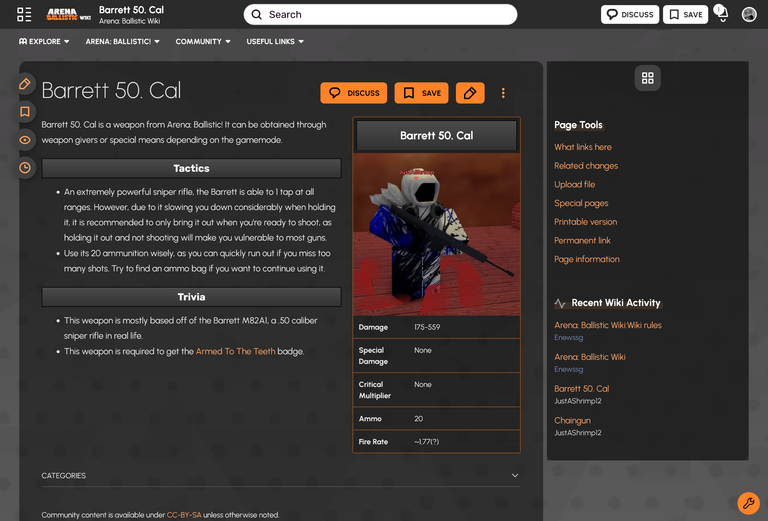 ARENA BALLISTIC WIKI
Barrett 50. Cal
Arena: Ballistic Wiki
Search
DISCUSS
SAVE
1
EXPLORE
ARENA: BALLISTIC!
COMMUNITY
USEFUL LINKS
Barrett 50. Cal
DISCUSS
SAVE
Barrett 50. Cal is a weapon from Arena: Ballistic! It can be obtained through
weapon givers or special means depending on the gamemode.
Tactics
• An extremely powerful sniper rifle, the Barrett is able to 1 tap at all
ranges. However, due to it slowing you down considerably when holding
it, it is recommended to only bring it out when you're ready to shoot, as
holding it out and not shooting will make you vulnerable to most guns.
• Use its 20 ammunition wisely, as you can quickly run out if you miss too
many shots. Try to find an ammo bag if you want to continue using it.
Trivia
• This weapon is mostly based off of the Barrett M82A1, a .50 caliber
sniper rifle in real life.
• This weapon is required to get the Armed To The Teeth badge.
Barrett 50. Cal
Damage 175-559
Special Damage None
Critical Multiplier None
Ammo 20
Fire Rate ~1.77(?)
CATEGORIES
Community content is available under CC-BY-SA unless otherwise noted.
Page Tools
What links here
Related changes
Upload file
Special pages
Printable version
Permanent link
Page information
Recent Wiki Activity
Arena: Ballistic Wiki:Wiki rules
Enewssg
Arena: Ballistic Wiki
Enewssg
Barrett 50. Cal
JustAShrimp12
Chaingun
JustAShrimp12